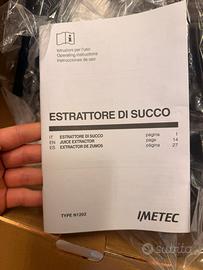 Istruzioni per l'uso
Operating instructions
Instrucciones de uso
ESTRATTORE DI SUCCO
IT ESTRATTORE DI SUCCO pagina 1
EN JUICE EXTRACTOR page 14
ES EXTRACTOR DE ZUMOS página 27
TYPE N1202
IMETEC
subito